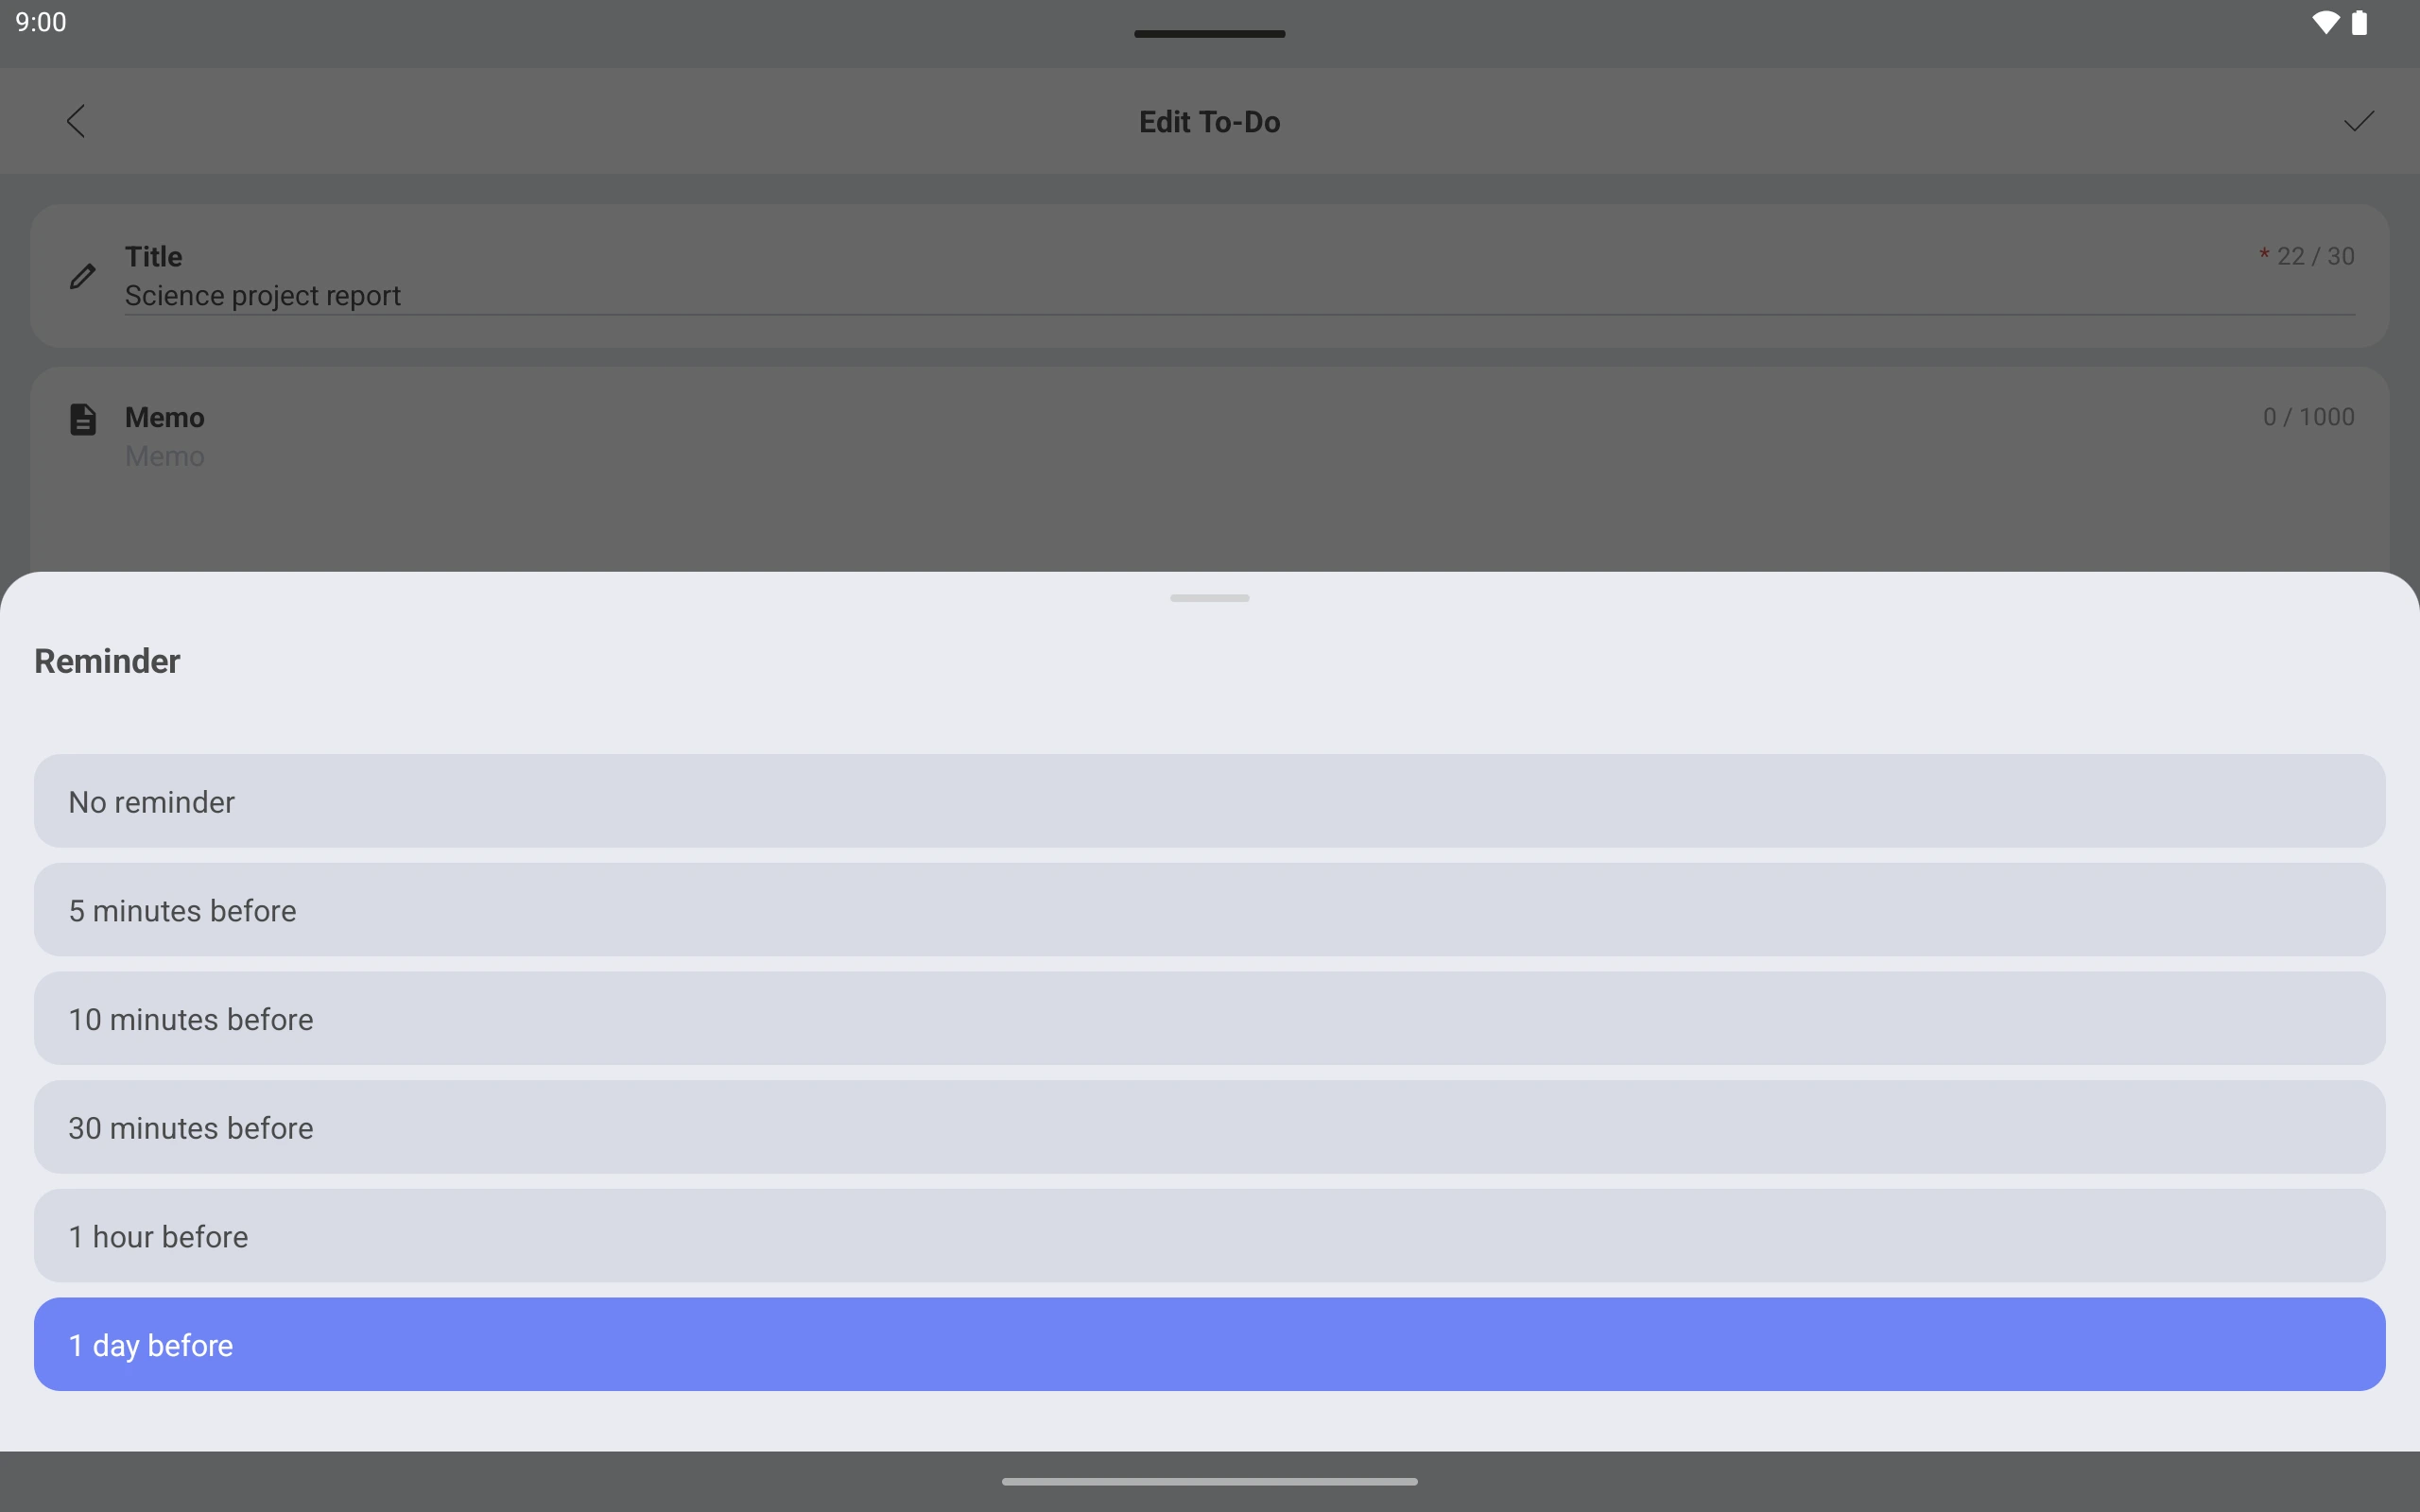 9:00
Edit To-Do
Title
* 22 / 30
Science project report
Memo
0 / 1000
Memo
Reminder
No reminder
5 minutes before
10 minutes before
30 minutes before
1 hour before
1 day before